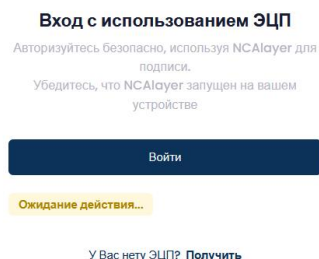 Вход с использованием ЭЦП
Авторизуйтесь безопасно, используя NCAlayer для
подписи.
Убедитесь, что NCAlayer запущен на вашем
устройстве
Войти
Ожидание действия...
У Вас нету ЭЦП? Получить